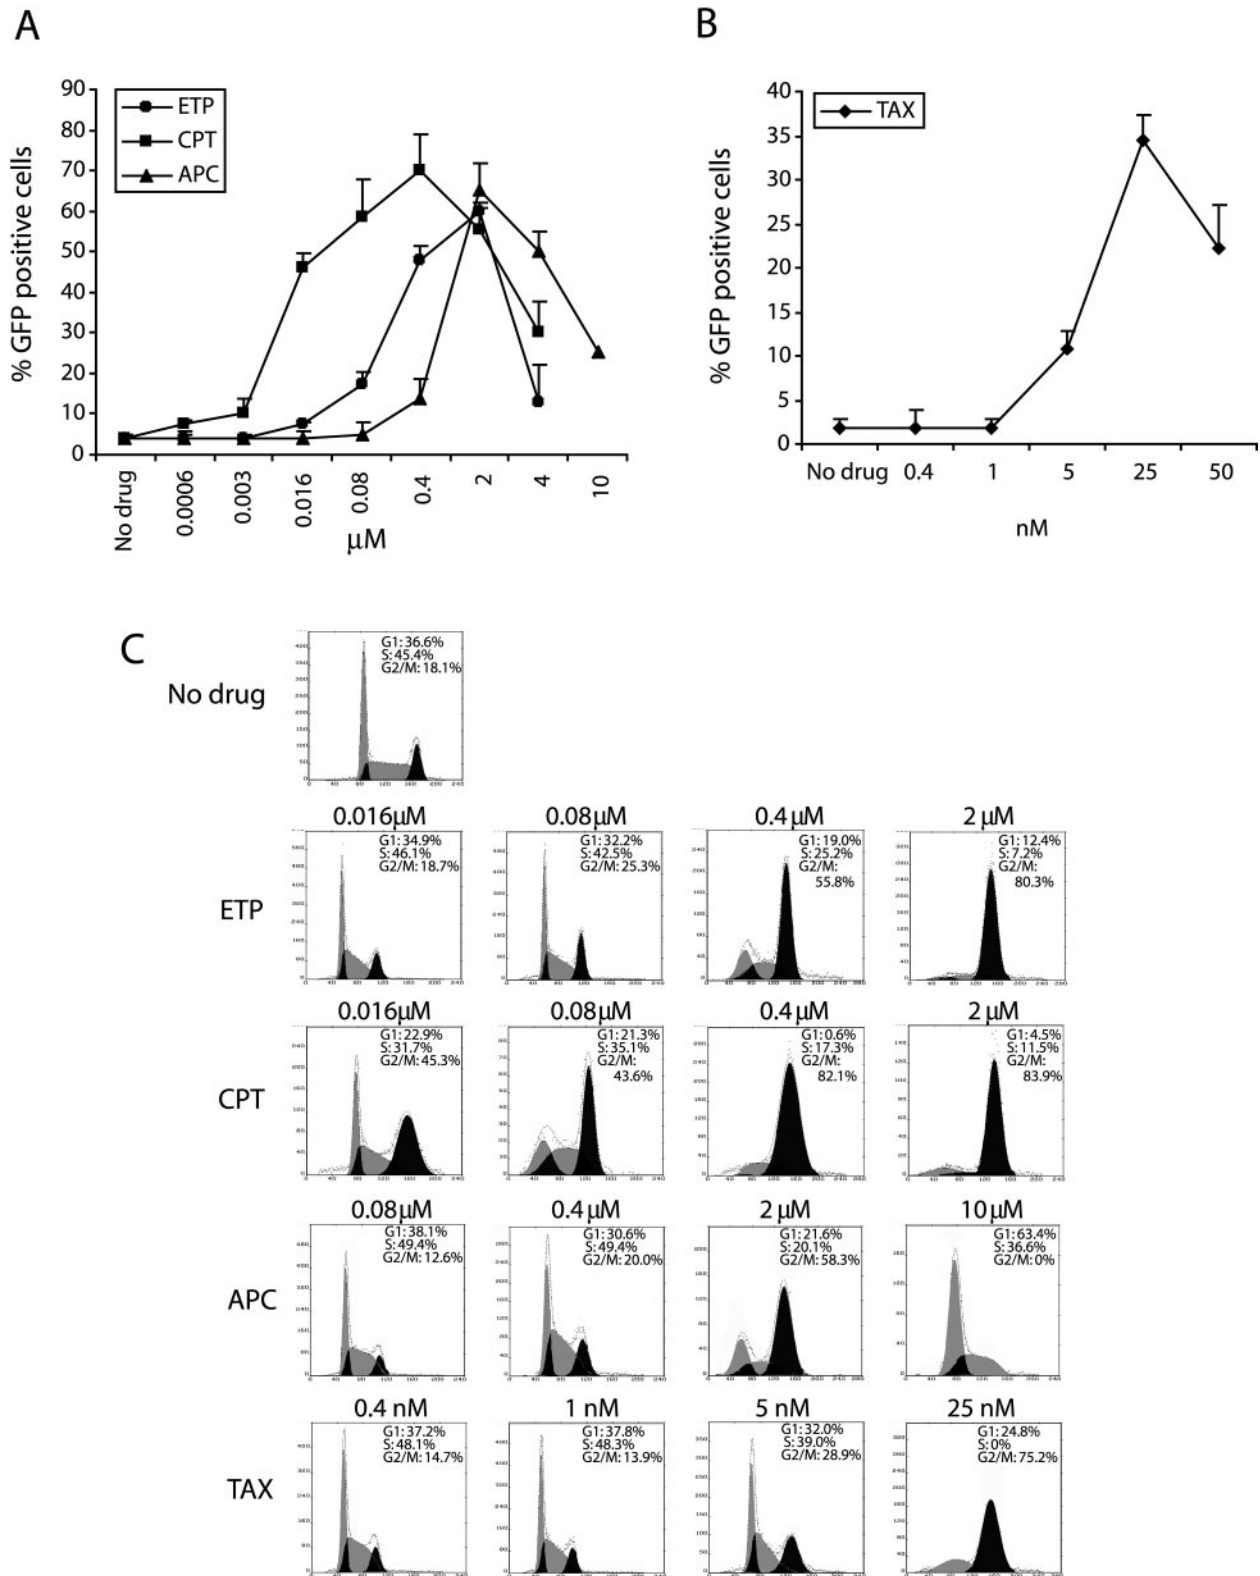 A
B
ETP
CPT
APC
90
80
70
60
50
40
30
20
10
0
% GFP positive cells
No drug
0.0006
0.003
0.016
0.08
0.4
2
4
10
μM
TAX
40
35
30
25
20
15
10
5
0
% GFP positive cells
No drug 0.4 1 5 25 50
nM
C
No drug
G1: 36.6%
S: 45.4%
G2/M: 18.1%
ETP
0.016μM
G1: 34.9%
S: 46.1%
G2/M: 18.7%
0.08μM
G1: 32.2%
S: 42.5%
G2/M: 25.3%
0.4 μM
G1: 19.0%
S: 25.2%
G2/M:
55.8%
2 μM
G1: 12.4%
S: 7.2%
G2/M:
80.3%
CPT
0.016μM
G1: 22.9%
S: 31.7%
G2/M: 45.3%
0.08μM
G1: 21.3%
S: 35.1%
G2/M:
43.6%
0.4 μM
G1: 0.6%
S: 17.3%
G2/M:
82.1%
2 μM
G1: 4.5%
S: 11.5%
G2/M:
83.9%
APC
0.08μM
G1: 38.1%
S: 49.4%
G2/M: 12.6%
0.4 μM
G1: 30.6%
S: 49.4%
G2/M: 20.0%
2 μM
G1: 21.6%
S: 20.1%
G2/M: 58.3%
10 μM
G1: 63.4%
S: 36.6%
G2/M: 0%
TAX
0.4 nM
G1: 37.2%
S: 48.1%
G2/M: 14.7%
1 nM
G1: 37.8%
S: 48.3%
G2/M: 13.9%
5 nM
G1: 32.0%
S: 39.0%
G2/M: 28.9%
25 nM
G1: 24.8%
S: 0%
G2/M: 75.2%